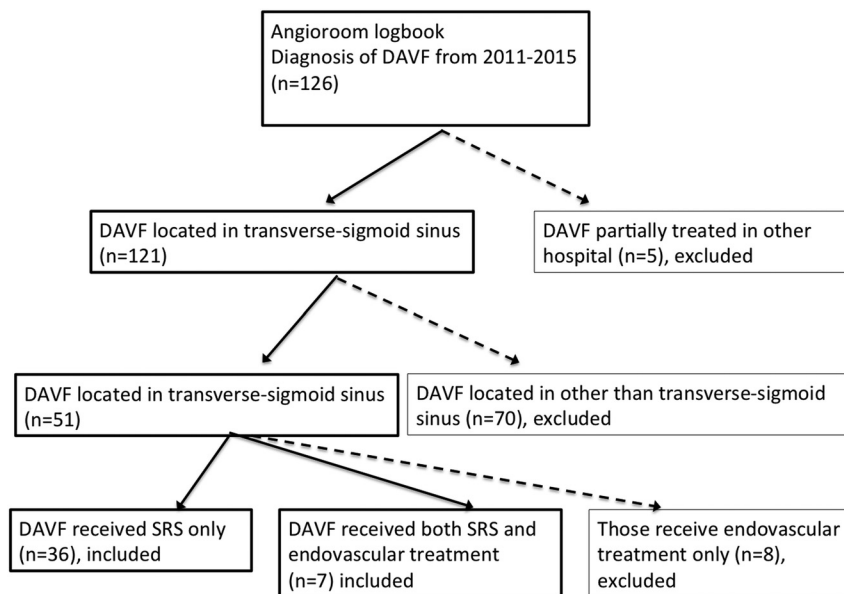 Angioroom logbook
Diagnosis of DAVF from 2011-2015
(n=126)
DAVF located in transverse-sigmoid sinus
(n=121)
DAVF partially treated in other
hospital (n=5), excluded
DAVF located in transverse-sigmoid sinus
(n=51)
DAVF located in other than transverse-sigmoid
sinus (n=70), excluded
DAVF received SRS only
(n=36), included
DAVF received both SRS and
endovascular treatment
(n=7) included
Those receive endovascular
treatment only (n=8),
excluded